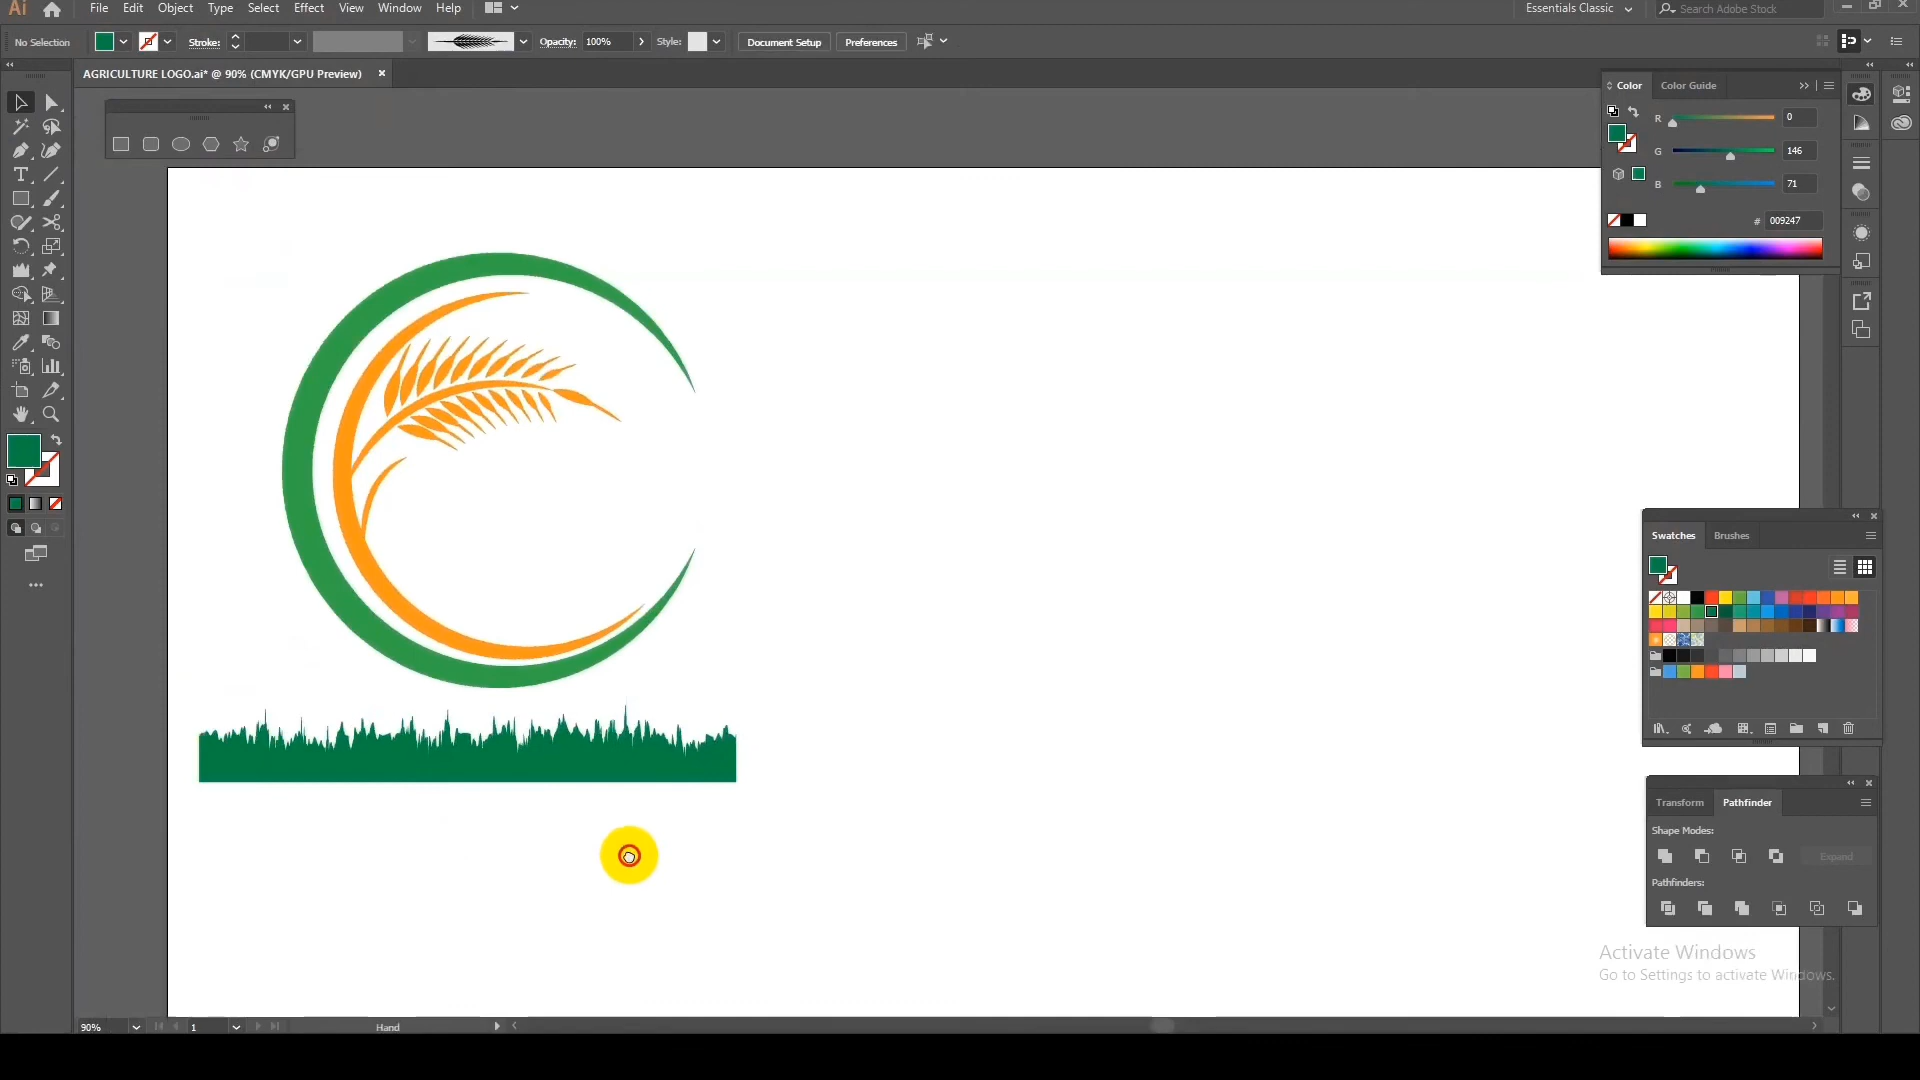 Ai File Edit Object Type Select Effect View Window Help Essentials Classic Search Adobe Stock
No Selection Stroke: Opacity: 100% Style: Document Setup Preferences
AGRICULTURE LOGO.ai* @ 90% (CMYK/GPU Preview)
Color Color Guide
R 0
G 146
B 71
# 009247
Swatches Brushes
Transform Pathfinder
Shape Modes:
Expand
Pathfinders:
Activate Windows
Go to Settings to activate Windows.
90% 1 Hand